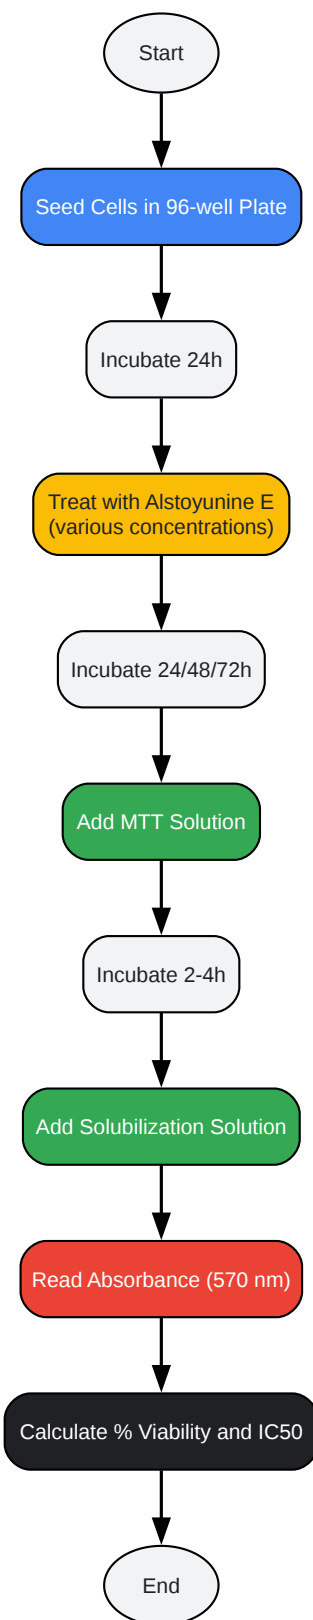 Start
Seed Cells in 96-well Plate
Incubate 24h
Treat with Alstoyunine E
(various concentrations)
Incubate 24/48/72h
Add MTT Solution
Incubate 2-4h
Add Solubilization Solution
Read Absorbance (570 nm)
Calculate % Viability and IC50
End